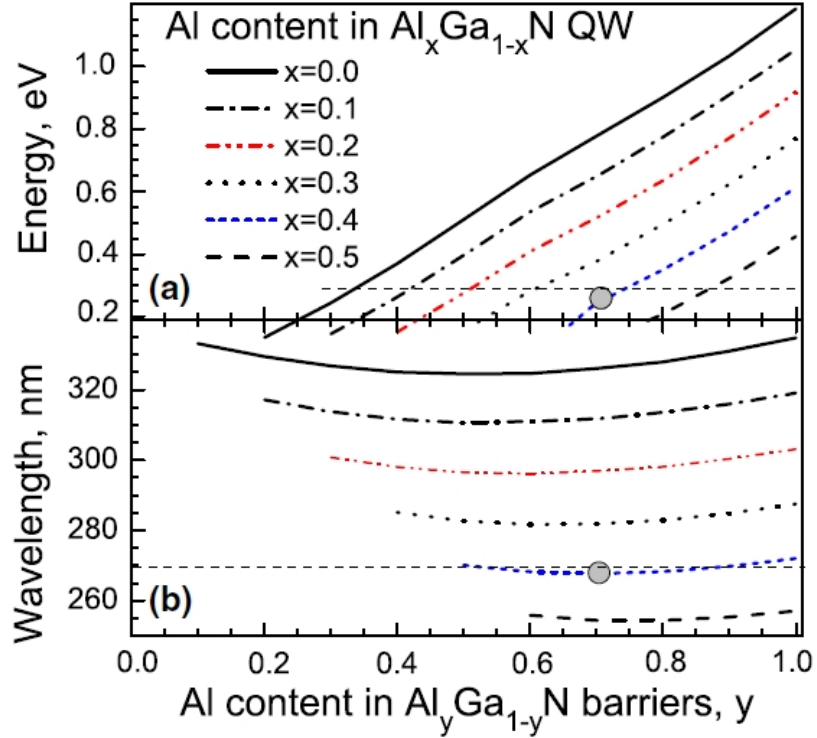 Al content in AlxGa1-xN QW
x=0.0
x=0.1
x=0.2
x=0.3
x=0.4
x=0.5
Energy, eV
1.0
0.8
0.6
0.4
0.2
(a)
Wavelength, nm
320
300
280
260
(b)
0.0 0.2 0.4 0.6 0.8 1.0
Al content in AlyGa1-yN barriers, y